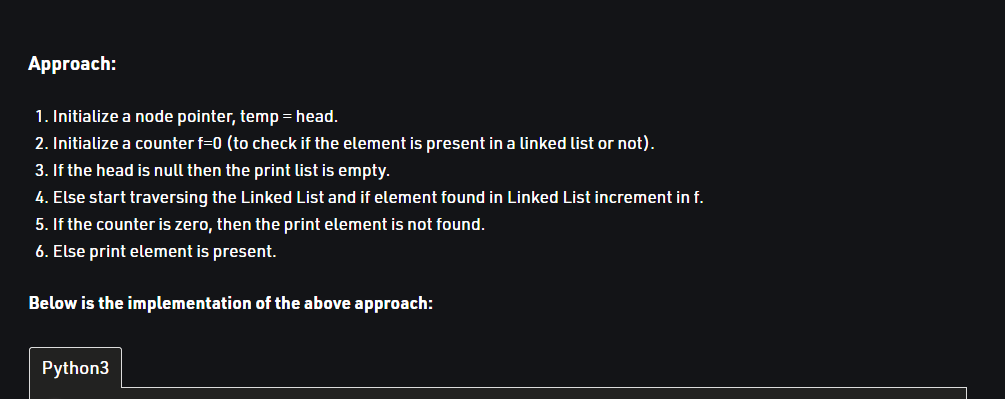 Approach:
1. Initialize a node pointer, temp = head.
2. Initialize a counter f=0 (to check if the element is present in a linked list or not).
3. If the head is null then the print list is empty.
4. Else start traversing the Linked List and if element found in Linked List increment in f.
5. If the counter is zero, then the print element is not found.
6. Else print element is present.
Below is the implementation of the above approach:
Python3